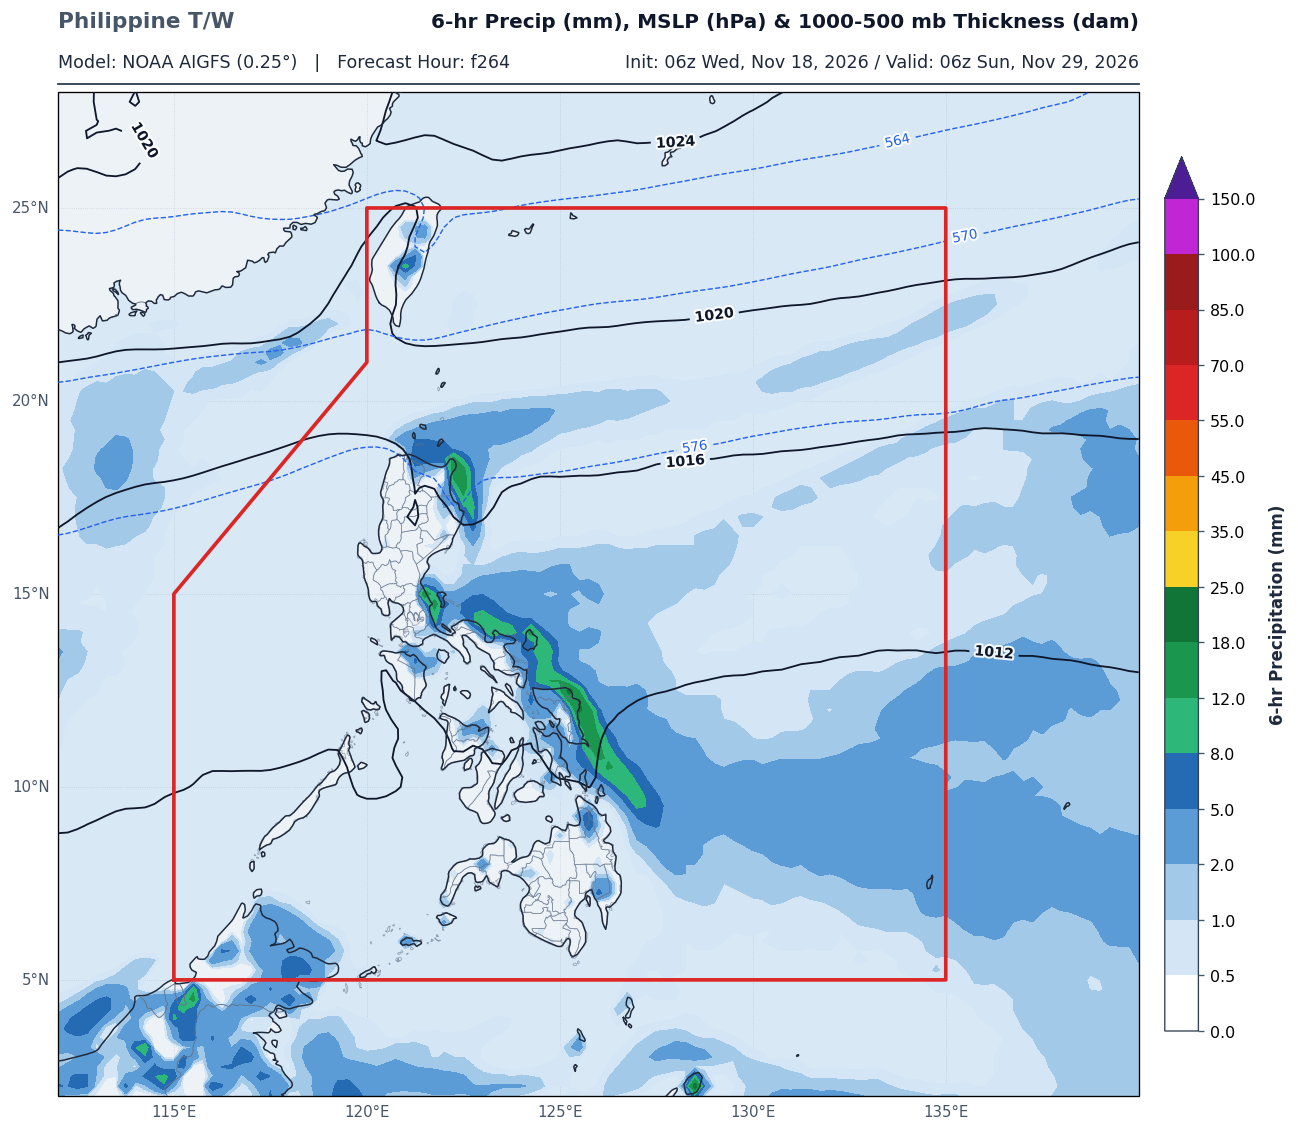 Philippine T/W
6-hr Precip (mm), MSLP (hPa) & 1000-500 mb Thickness (dam)
Model: NOAA AIGFS (0.25°)   |   Forecast Hour: f264
Init: 06z Wed, Nov 18, 2026 / Valid: 06z Sun, Nov 29, 2026
1020
1024
564
570
1020
576
1016
1012
25°N
20°N
15°N
10°N
5°N
115°E
120°E
125°E
130°E
135°E
150.0
100.0
85.0
70.0
55.0
45.0
35.0
25.0
18.0
12.0
8.0
5.0
2.0
1.0
0.5
0.0
6-hr Precipitation (mm)